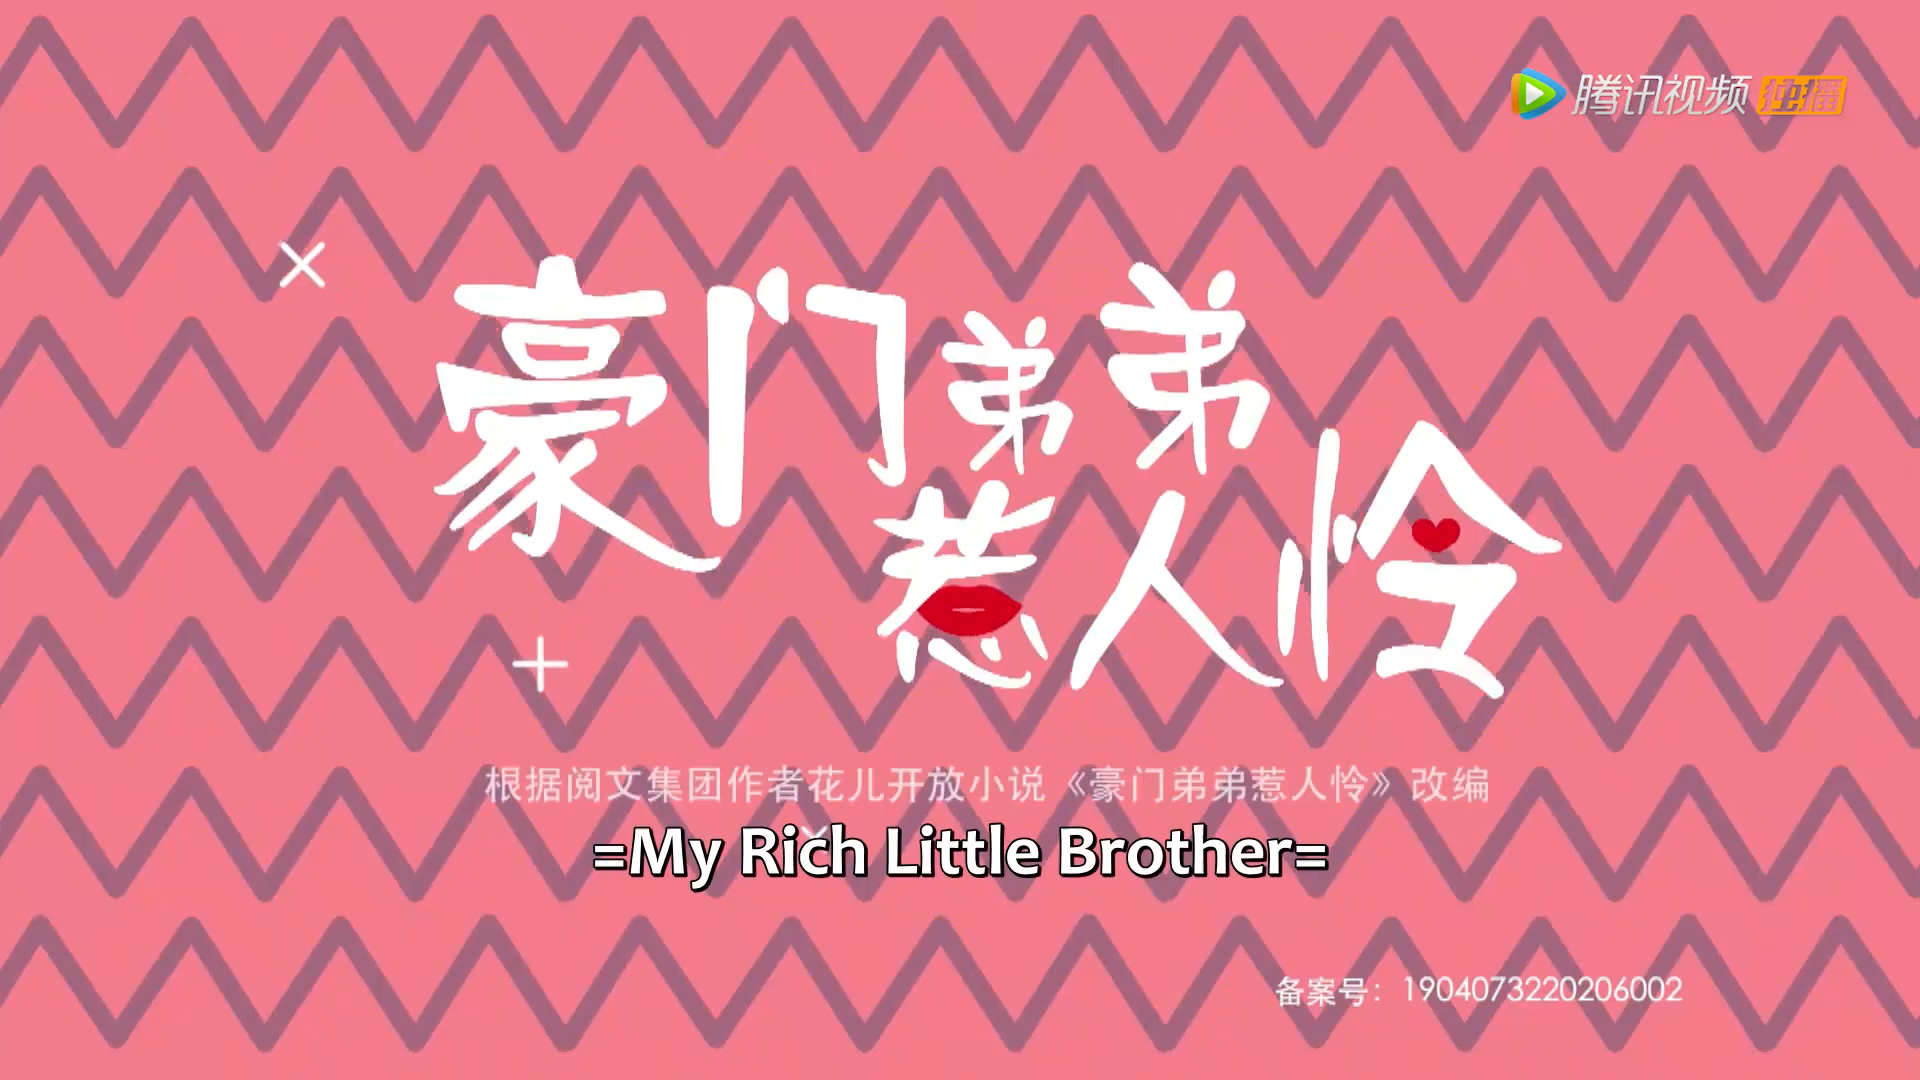 腾讯视频 独播
豪门弟弟
惹人怜
根据阅文集团作者花儿开放小说《豪门弟弟惹人怜》改编
=My Rich Little Brother=
备案号：1904073220206002